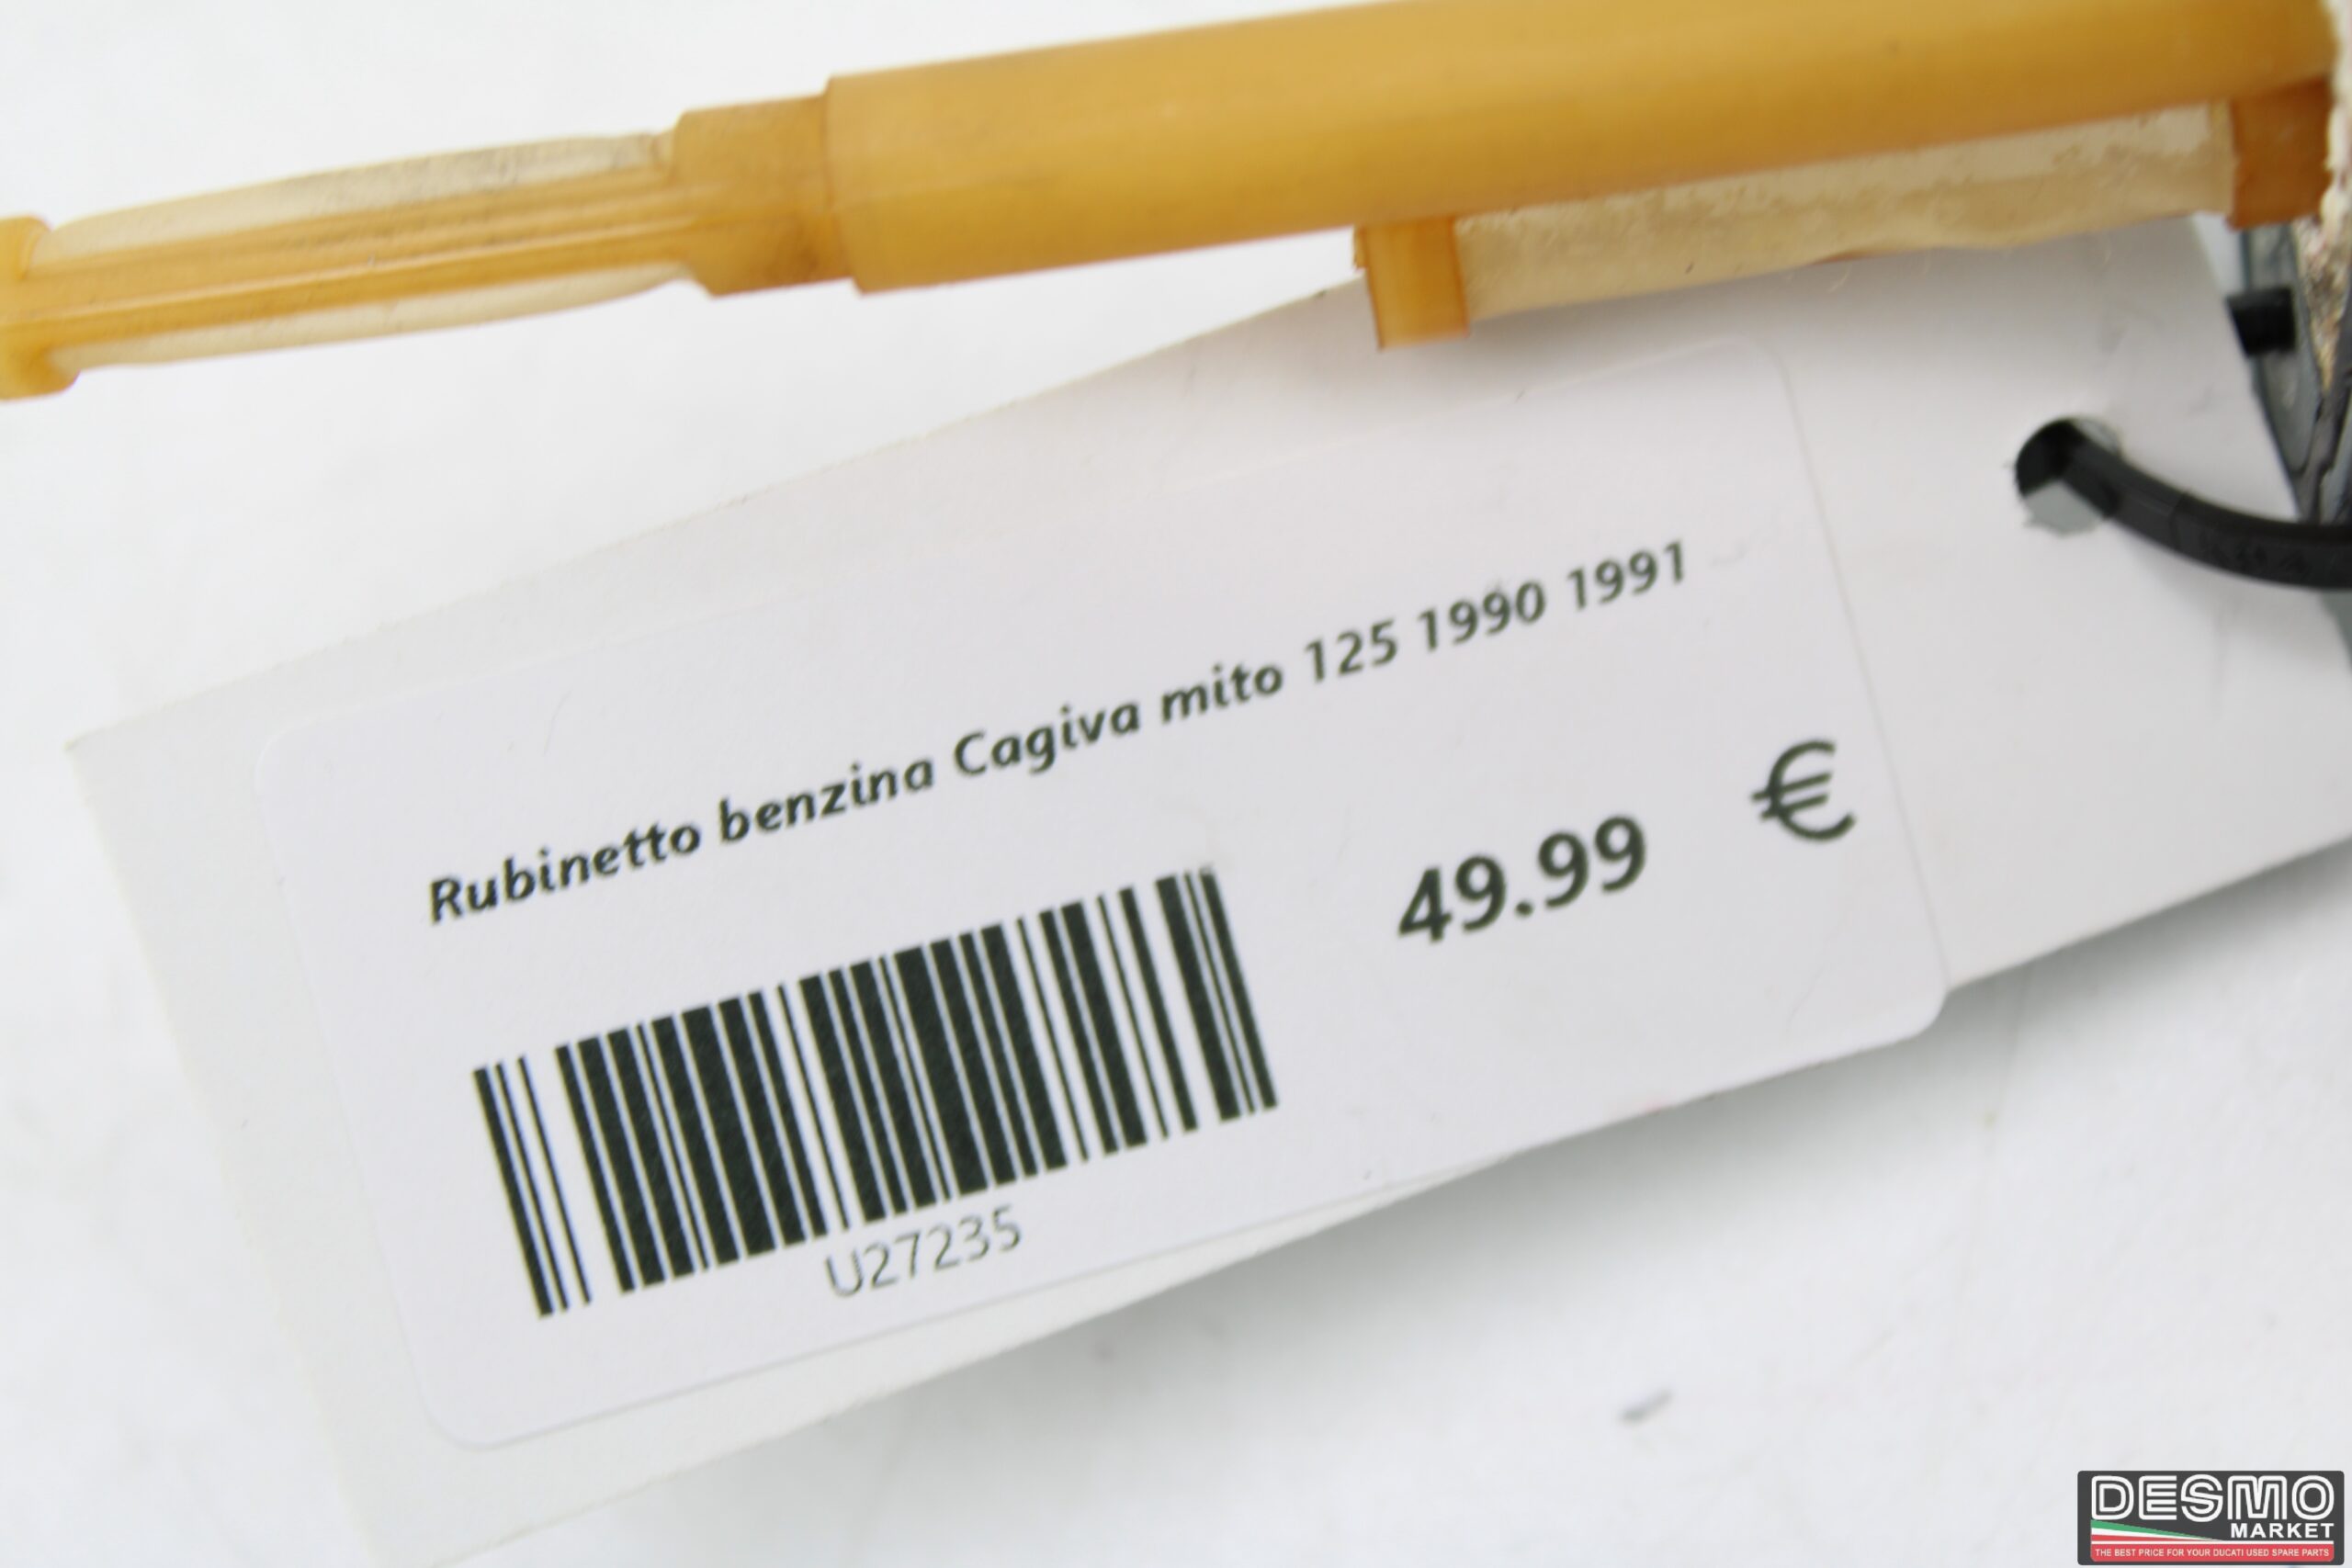 Rubinetto benzina Cagiva mito 125 1990 1991
49.99 €
U27235
DESMO
MARKET
THE BEST PRICE FOR YOUR DUCATI USED SPARE PARTS